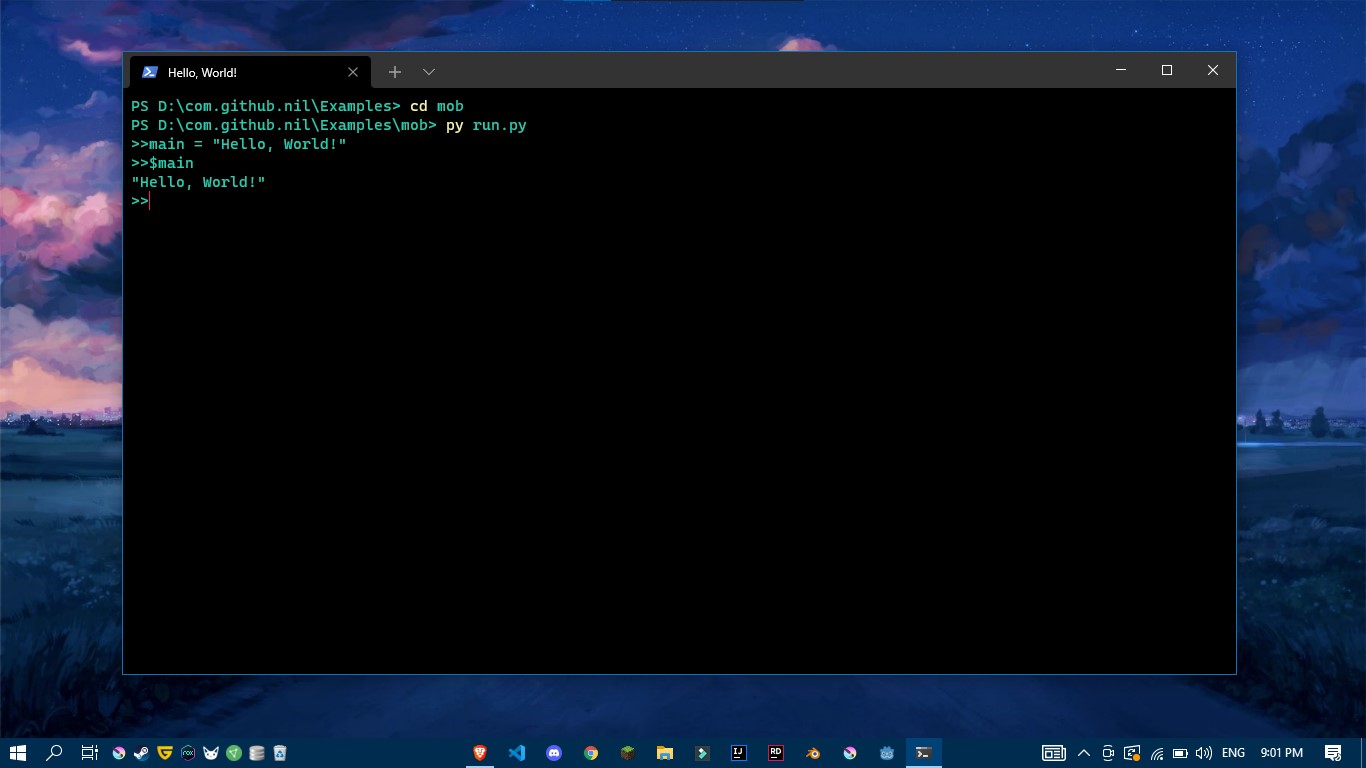 Hello, World!
PS D:\com.github.nil\Examples> cd mob
PS D:\com.github.nil\Examples\mob> py run.py
>>main = "Hello, World!"
>>$main
"Hello, World!"
>>
IJ
RD
ENG
9:01 PM